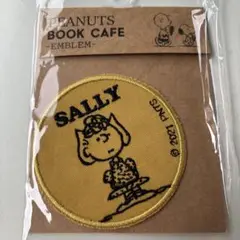 PEANUTS
BOOK CAFE
-EMBLEM-
SALLY
© 2021 PNTS